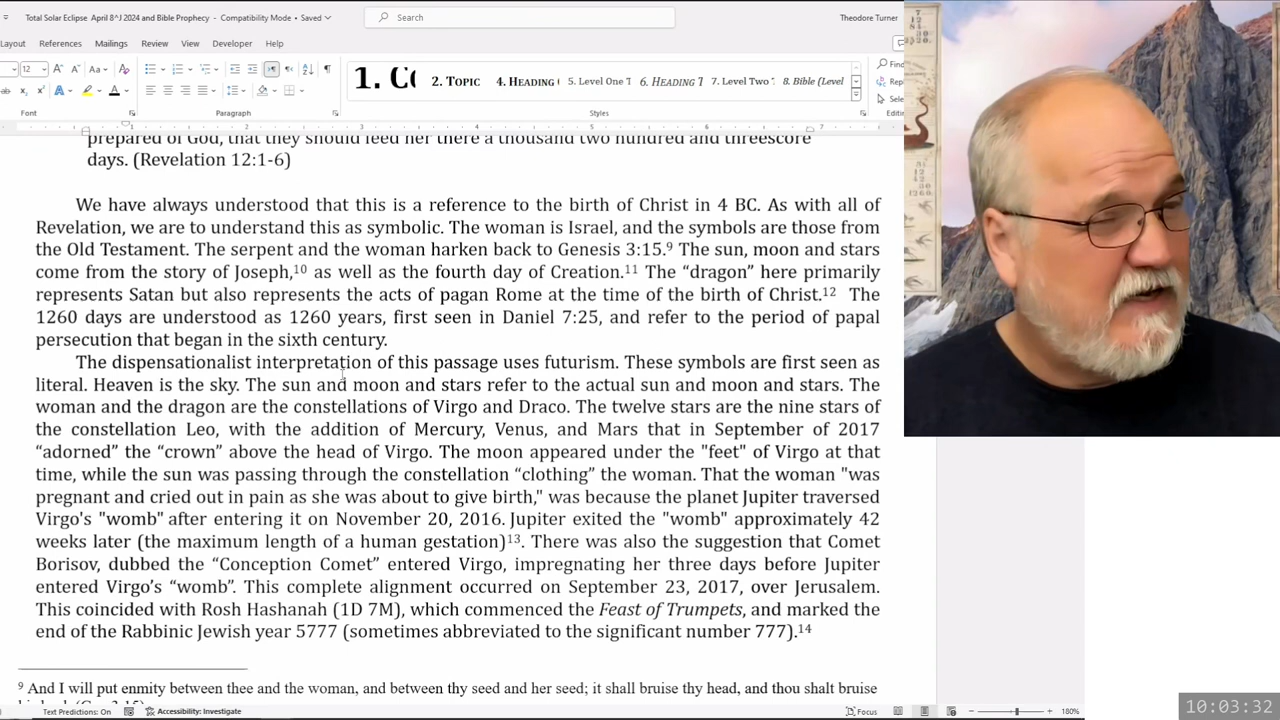 Total Solar Eclipse April 8^J 2024 and Bible Prophecy - Compatibility Mode • Saved
Search
Theodore Turner
Layout References Mailings Review View Developer Help
12 Aa
1. 2. Topic 4. Heading 5. Level One 6. Heading 7. Level Two 8. Bible (Level
Font Paragraph Styles
1 2 3 4 5 6 7
prepared of God, that they should feed her there a thousand two hundred and threescore
days. (Revelation 12:1-6)
We have always understood that this is a reference to the birth of Christ in 4 BC. As with all of
Revelation, we are to understand this as symbolic. The woman is Israel, and the symbols are those from
the Old Testament. The serpent and the woman harken back to Genesis 3:15.9 The sun, moon and stars
come from the story of Joseph,10 as well as the fourth day of Creation.11 The “dragon” here primarily
represents Satan but also represents the acts of pagan Rome at the time of the birth of Christ.12 The
1260 days are understood as 1260 years, first seen in Daniel 7:25, and refer to the period of papal
persecution that began in the sixth century.
The dispensationalist interpretation of this passage uses futurism. These symbols are first seen as
literal. Heaven is the sky. The sun and moon and stars refer to the actual sun and moon and stars. The
woman and the dragon are the constellations of Virgo and Draco. The twelve stars are the nine stars of
the constellation Leo, with the addition of Mercury, Venus, and Mars that in September of 2017
“adorned” the “crown” above the head of Virgo. The moon appeared under the "feet" of Virgo at that
time, while the sun was passing through the constellation “clothing” the woman. That the woman "was
pregnant and cried out in pain as she was about to give birth," was because the planet Jupiter traversed
Virgo's "womb" after entering it on November 20, 2016. Jupiter exited the "womb" approximately 42
weeks later (the maximum length of a human gestation)13. There was also the suggestion that Comet
Borisov, dubbed the “Conception Comet” entered Virgo, impregnating her three days before Jupiter
entered Virgo’s “womb”. This complete alignment occurred on September 23, 2017, over Jerusalem.
This coincided with Rosh Hashanah (1D 7M), which commenced the Feast of Trumpets, and marked the
end of the Rabbinic Jewish year 5777 (sometimes abbreviated to the significant number 777).14
9 And I will put enmity between thee and the woman, and between thy seed and her seed; it shall bruise thy head, and thou shalt bruise
Text Predictions: On Accessibility: Investigate Focus 180%
10:03:32